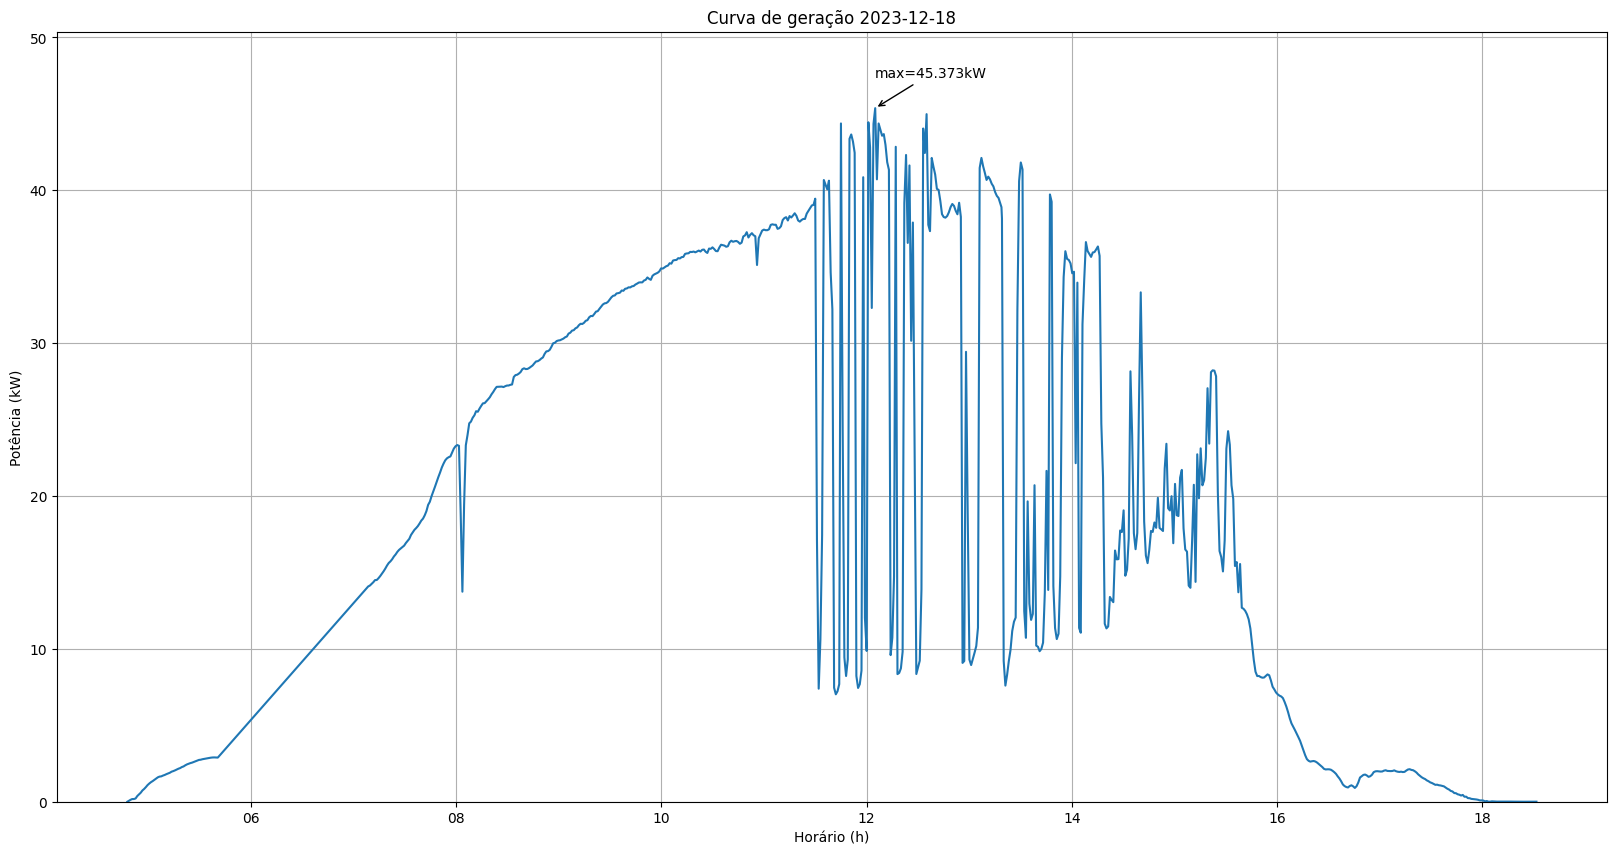 Curva de geração 2023-12-18
max=45.373kW
50
40
30
20
10
0
Potência (kW)
06 08 10 12 14 16 18
Horário (h)